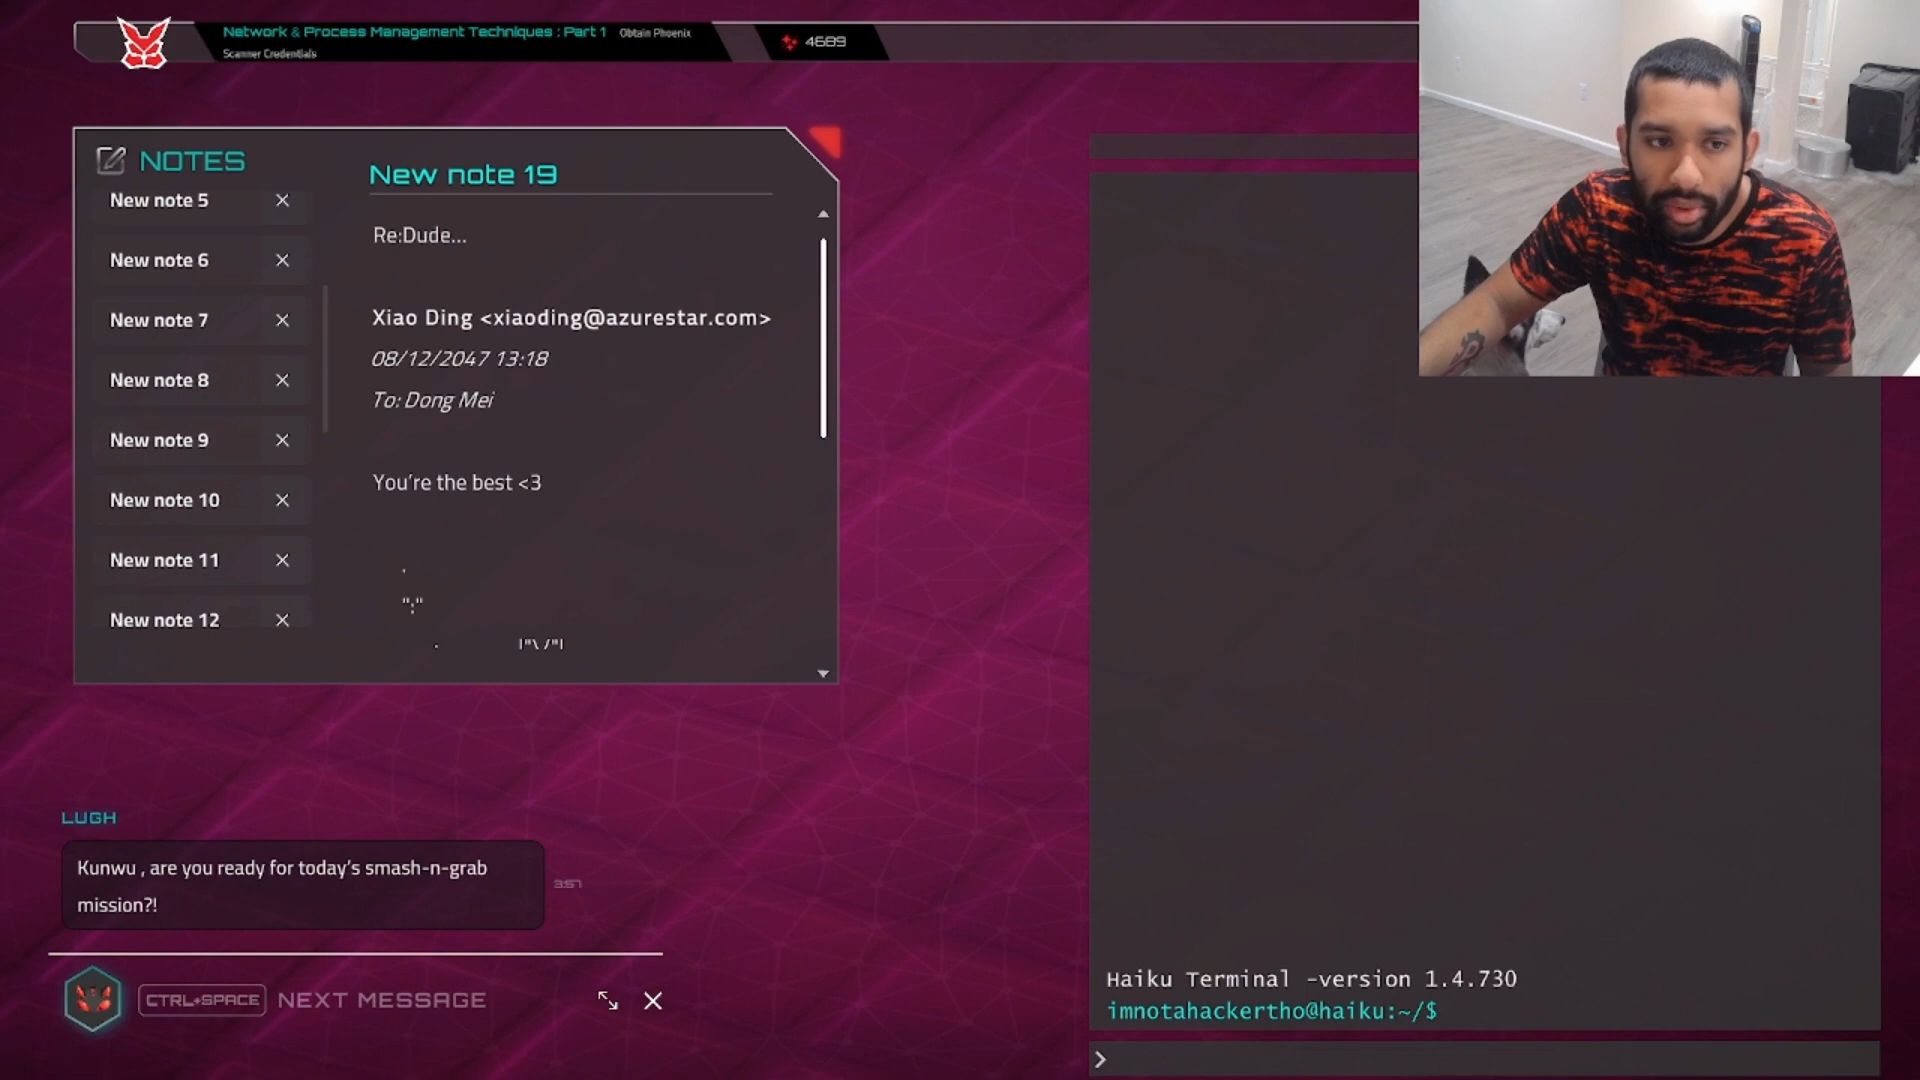 Network & Process Management Techniques : Part 1 Obtain Phoenix
Scanner Credentials
4689
NOTES
New note 5
New note 6
New note 7
New note 8
New note 9
New note 10
New note 11
New note 12
New note 19
Re:Dude...
Xiao Ding <xiaoding@azurestar.com>
08/12/2047 13:18
To: Dong Mei
You're the best <3
.
":"
. |"\/"|
LUGH
Kunwu , are you ready for today's smash-n-grab
mission?!
3:57
CTRL+SPACE NEXT MESSAGE
Haiku Terminal -version 1.4.730
imnotahackertho@haiku:~/$
>